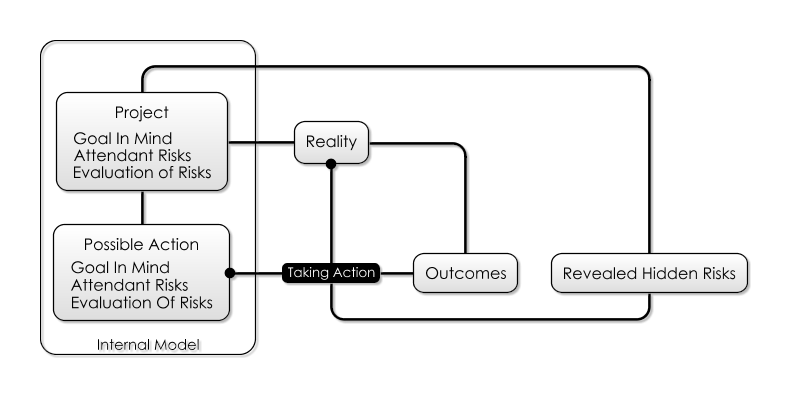 Project
Goal In Mind
Attendant Risks
Evaluation of Risks
Reality
Possible Action
Goal In Mind
Attendant Risks
Evaluation Of Risks
Taking Action
Outcomes
Revealed Hidden Risks
Internal Model